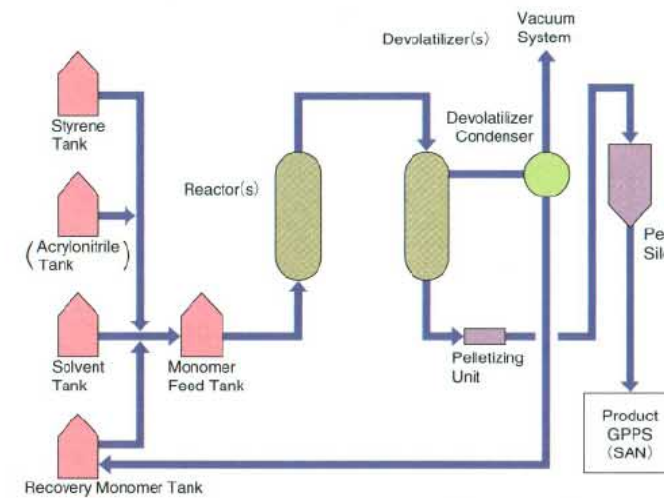 Styrene
Tank
(Acrylonitrile
Tank)
Solvent
Tank
Recovery Monomer Tank
Monomer
Feed Tank
Reactor(s)
Devolatilizer(s)
Vacuum
System
Devolatilizer
Condenser
Pelletizing
Unit
Product
GPPS
(SAN)